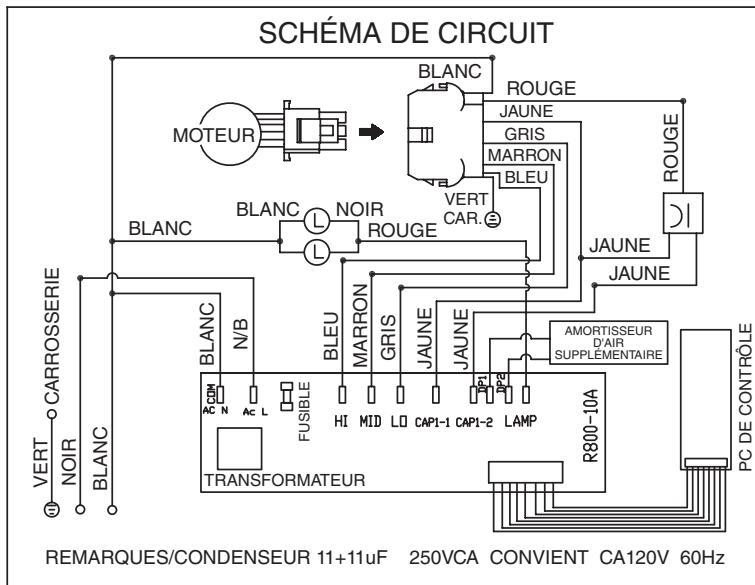 SCHÉMA DE CIRCUIT
BLANC
ROUGE
JAUNE
MOTEUR
GRIS
MARRON
BLEU
ROUGE
VERT
CAR.
BLANC
NOIR
L
L
BLANC
ROUGE
JAUNE
JAUNE
CARROSSERIE
BLANC
N/B
BLEU
MARRON
GRIS
JAUNE
JAUNE
AMORTISSEUR
D'AIR
SUPPLÉMENTAIRE
DP1
DP2
COM
AC N
Ac L
FUSIBLE
HI
MID
LO
CAP1-1
CAP1-2
LAMP
R800-10A
PC DE CONTRÔLE
VERT
NOIR
BLANC
TRANSFORMATEUR
REMARQUES/CONDENSEUR 11+11uF 250VCA CONVIENT CA120V 60Hz